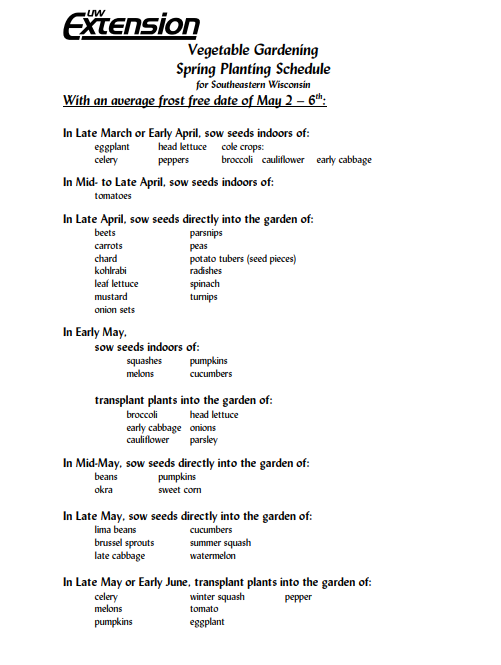 UW
Extension
Vegetable Gardening
Spring Planting Schedule
for Southeastern Wisconsin
With an average frost free date of May 2 – 6th:
In Late March or Early April, sow seeds indoors of:
eggplant head lettuce cole crops:
celery peppers broccoli cauliflower early cabbage
In Mid- to Late April, sow seeds indoors of:
tomatoes
In Late April, sow seeds directly into the garden of:
beets parsnips
carrots peas
chard potato tubers (seed pieces)
kohlrabi radishes
leaf lettuce spinach
mustard turnips
onion sets
In Early May,
sow seeds indoors of:
squashes pumpkins
melons cucumbers
transplant plants into the garden of:
broccoli head lettuce
early cabbage onions
cauliflower parsley
In Mid-May, sow seeds directly into the garden of:
beans pumpkins
okra sweet corn
In Late May, sow seeds directly into the garden of:
lima beans cucumbers
brussel sprouts summer squash
late cabbage watermelon
In Late May or Early June, transplant plants into the garden of:
celery winter squash pepper
melons tomato
pumpkins eggplant